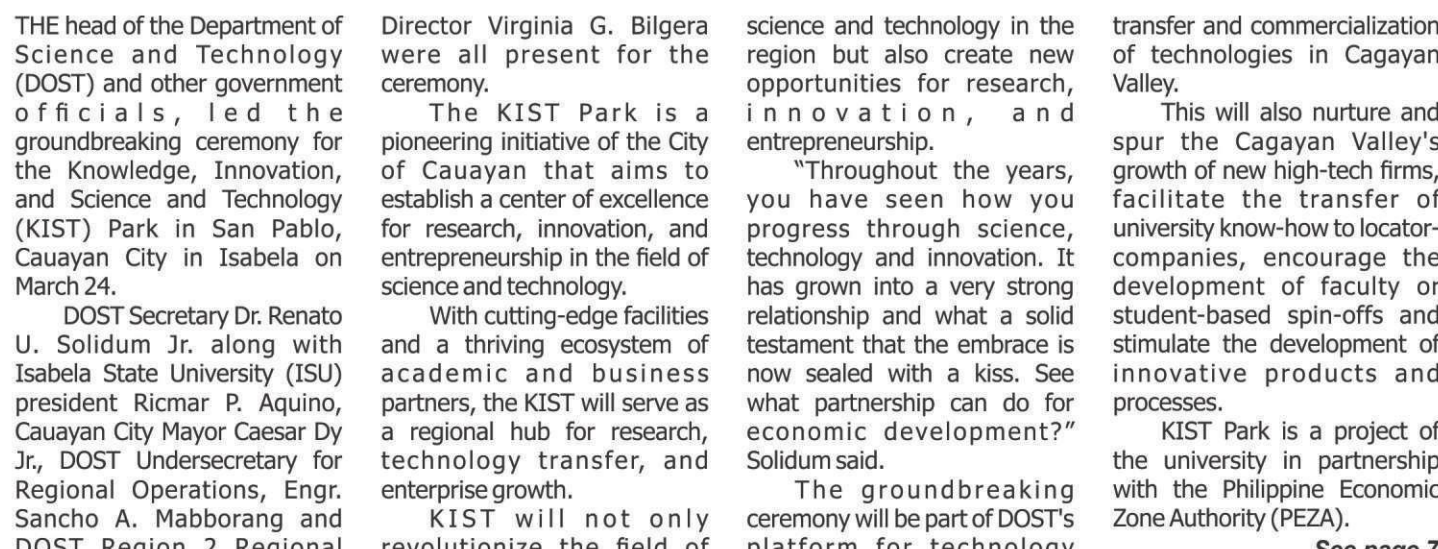 THE head of the Department of
Science and Technology
(DOST) and other government
officials, led the
groundbreaking ceremony for
the Knowledge, Innovation,
and Science and Technology
(KIST) Park in San Pablo,
Cauayan City in Isabela on
March 24.
DOST Secretary Dr. Renato
U. Solidum Jr. along with
Isabela State University (ISU)
president Ricmar P. Aquino,
Cauayan City Mayor Caesar Dy
Jr., DOST Undersecretary for
Regional Operations, Engr.
Sancho A. Mabborang and
DOST Region 2 Regional
Director Virginia G. Bilgera
were all present for the
ceremony.
The KIST Park is a
pioneering initiative of the City
of Cauayan that aims to
establish a center of excellence
for research, innovation, and
entrepreneurship in the field of
science and technology.
With cutting-edge facilities
and a thriving ecosystem of
academic and business
partners, the KIST will serve as
a regional hub for research,
technology transfer, and
enterprise growth.
KIST will not only
revolutionize the field of
science and technology in the
region but also create new
opportunities for research,
innovation, and
entrepreneurship.
"Throughout the years,
you have seen how you
progress through science,
technology and innovation. It
has grown into a very strong
relationship and what a solid
testament that the embrace is
now sealed with a kiss. See
what partnership can do for
economic development?"
Solidum said.
The groundbreaking
ceremony will be part of DOST's
platform for technology
transfer and commercialization
of technologies in Cagayan
Valley.
This will also nurture and
spur the Cagayan Valley's
growth of new high-tech firms,
facilitate the transfer of
university know-how to locator-
companies, encourage the
development of faculty or
student-based spin-offs and
stimulate the development of
innovative products and
processes.
KIST Park is a project of
the university in partnership
with the Philippine Economic
Zone Authority (PEZA).
See page 7